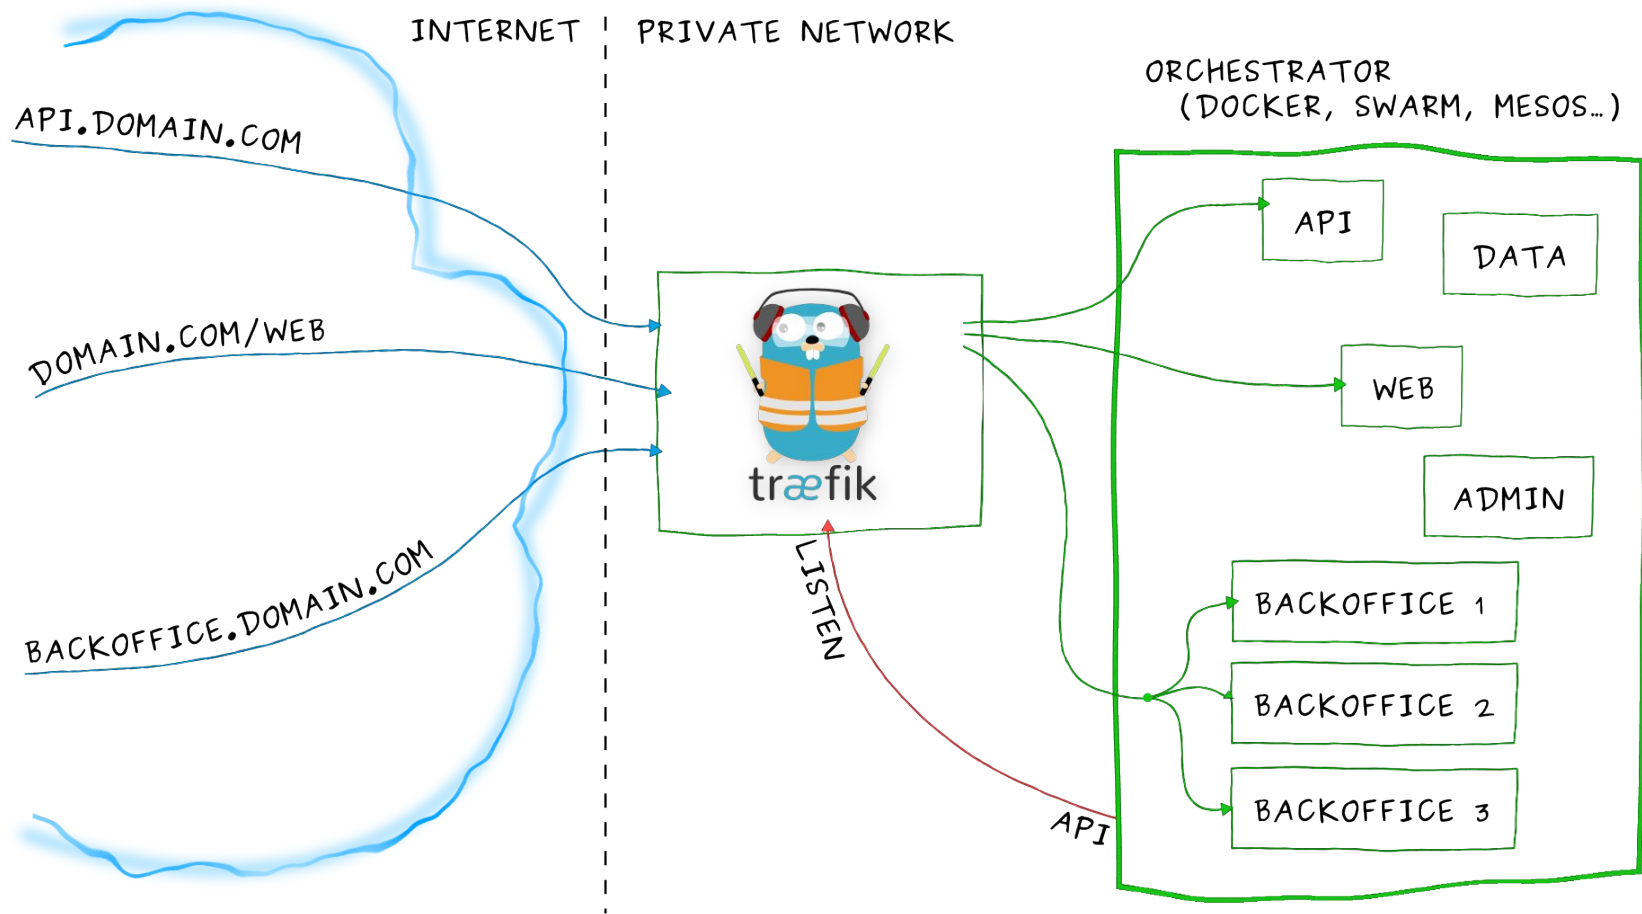 INTERNET
PRIVATE NETWORK
ORCHESTRATOR
(DOCKER, SWARM, MESOS...)
API.DOMAIN.COM
DOMAIN.COM/WEB
BACKOFFICE.DOMAIN.COM
træfik
LISTEN
API
API
DATA
WEB
ADMIN
BACKOFFICE 1
BACKOFFICE 2
BACKOFFICE 3